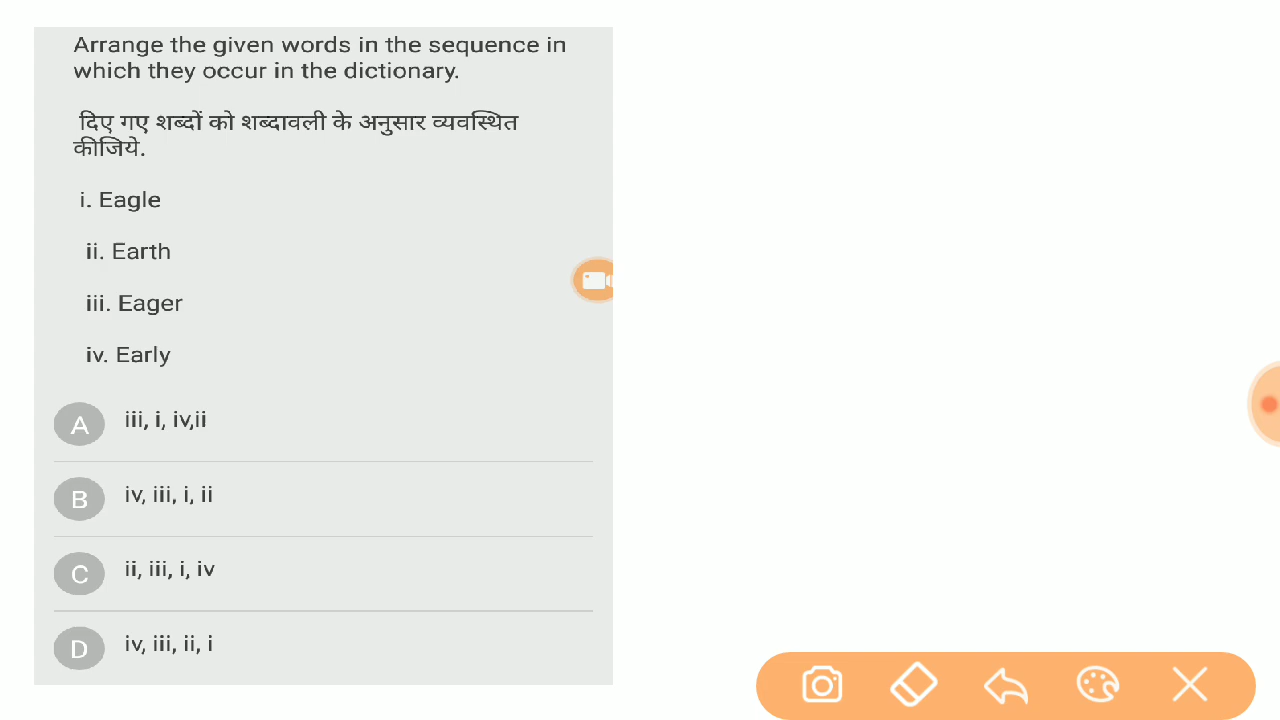 Arrange the given words in the sequence in
which they occur in the dictionary.
दिए गए शब्दों को शब्दावली के अनुसार व्यवस्थित
कीजिये.
i. Eagle
ii. Earth
iii. Eager
iv. Early
A iii, i, iv,ii
B iv, iii, i, ii
C ii, iii, i, iv
D iv, iii, ii, i